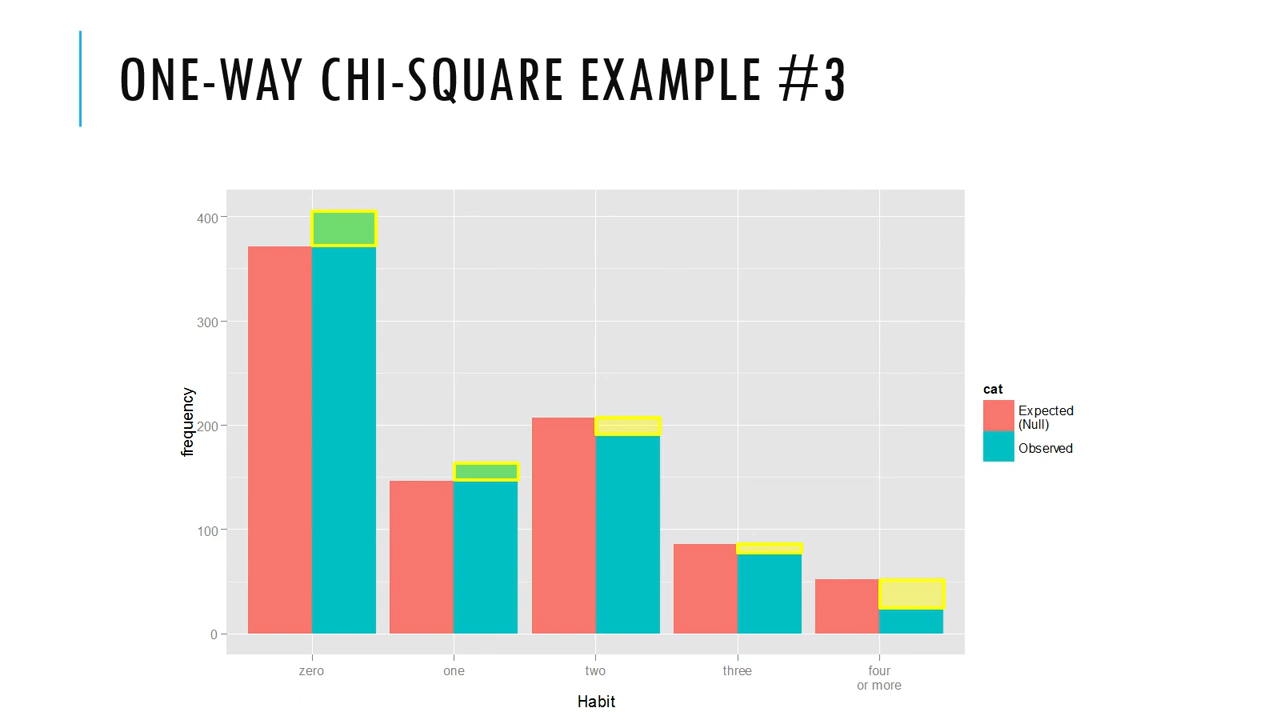 ONE-WAY CHI-SQUARE EXAMPLE #3
400
300
200
100
0
frequency
zero
one
two
three
four
or more
Habit
cat
Expected
(Null)
Observed